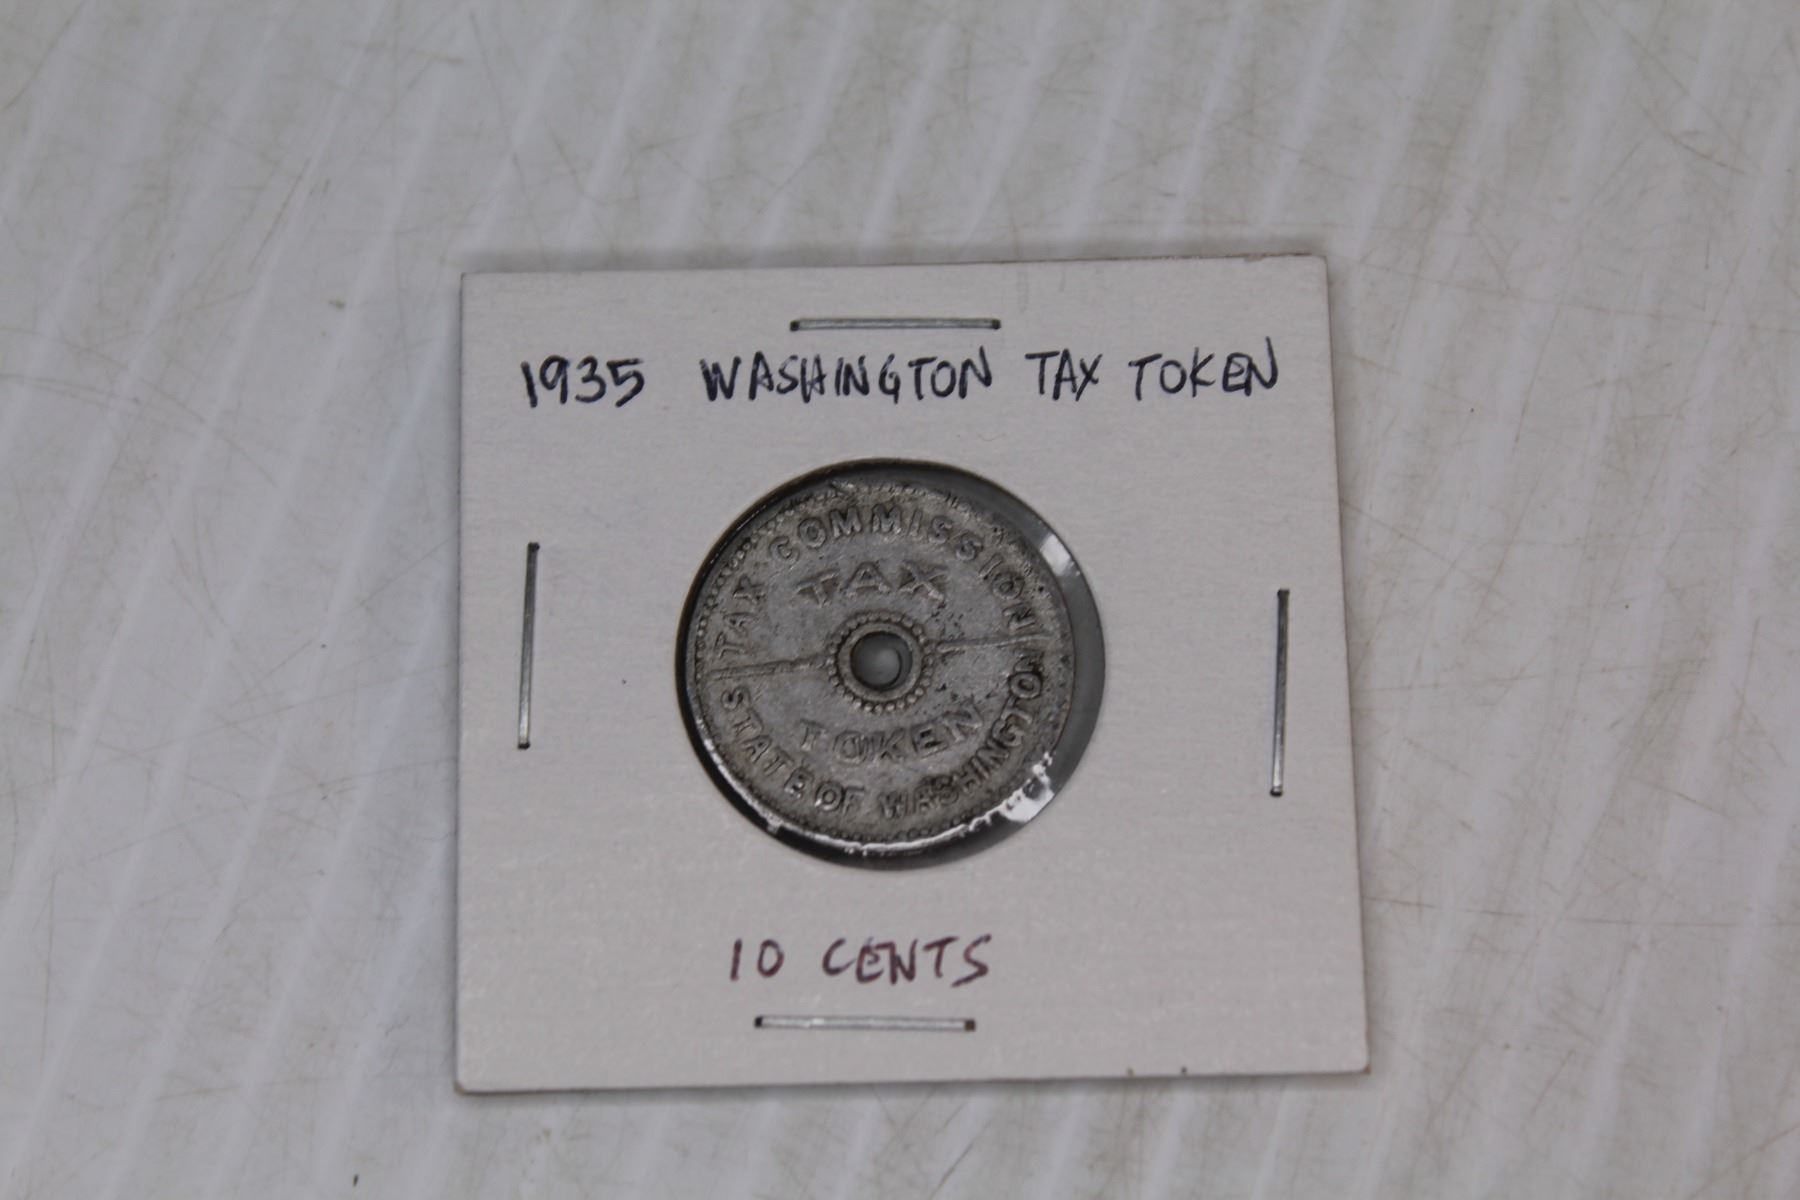 1935 WASHINGTON TAX TOKEN
TAX COMMISSION
TAX
TOKEN
STATE OF WASHINGTON
10 CENTS